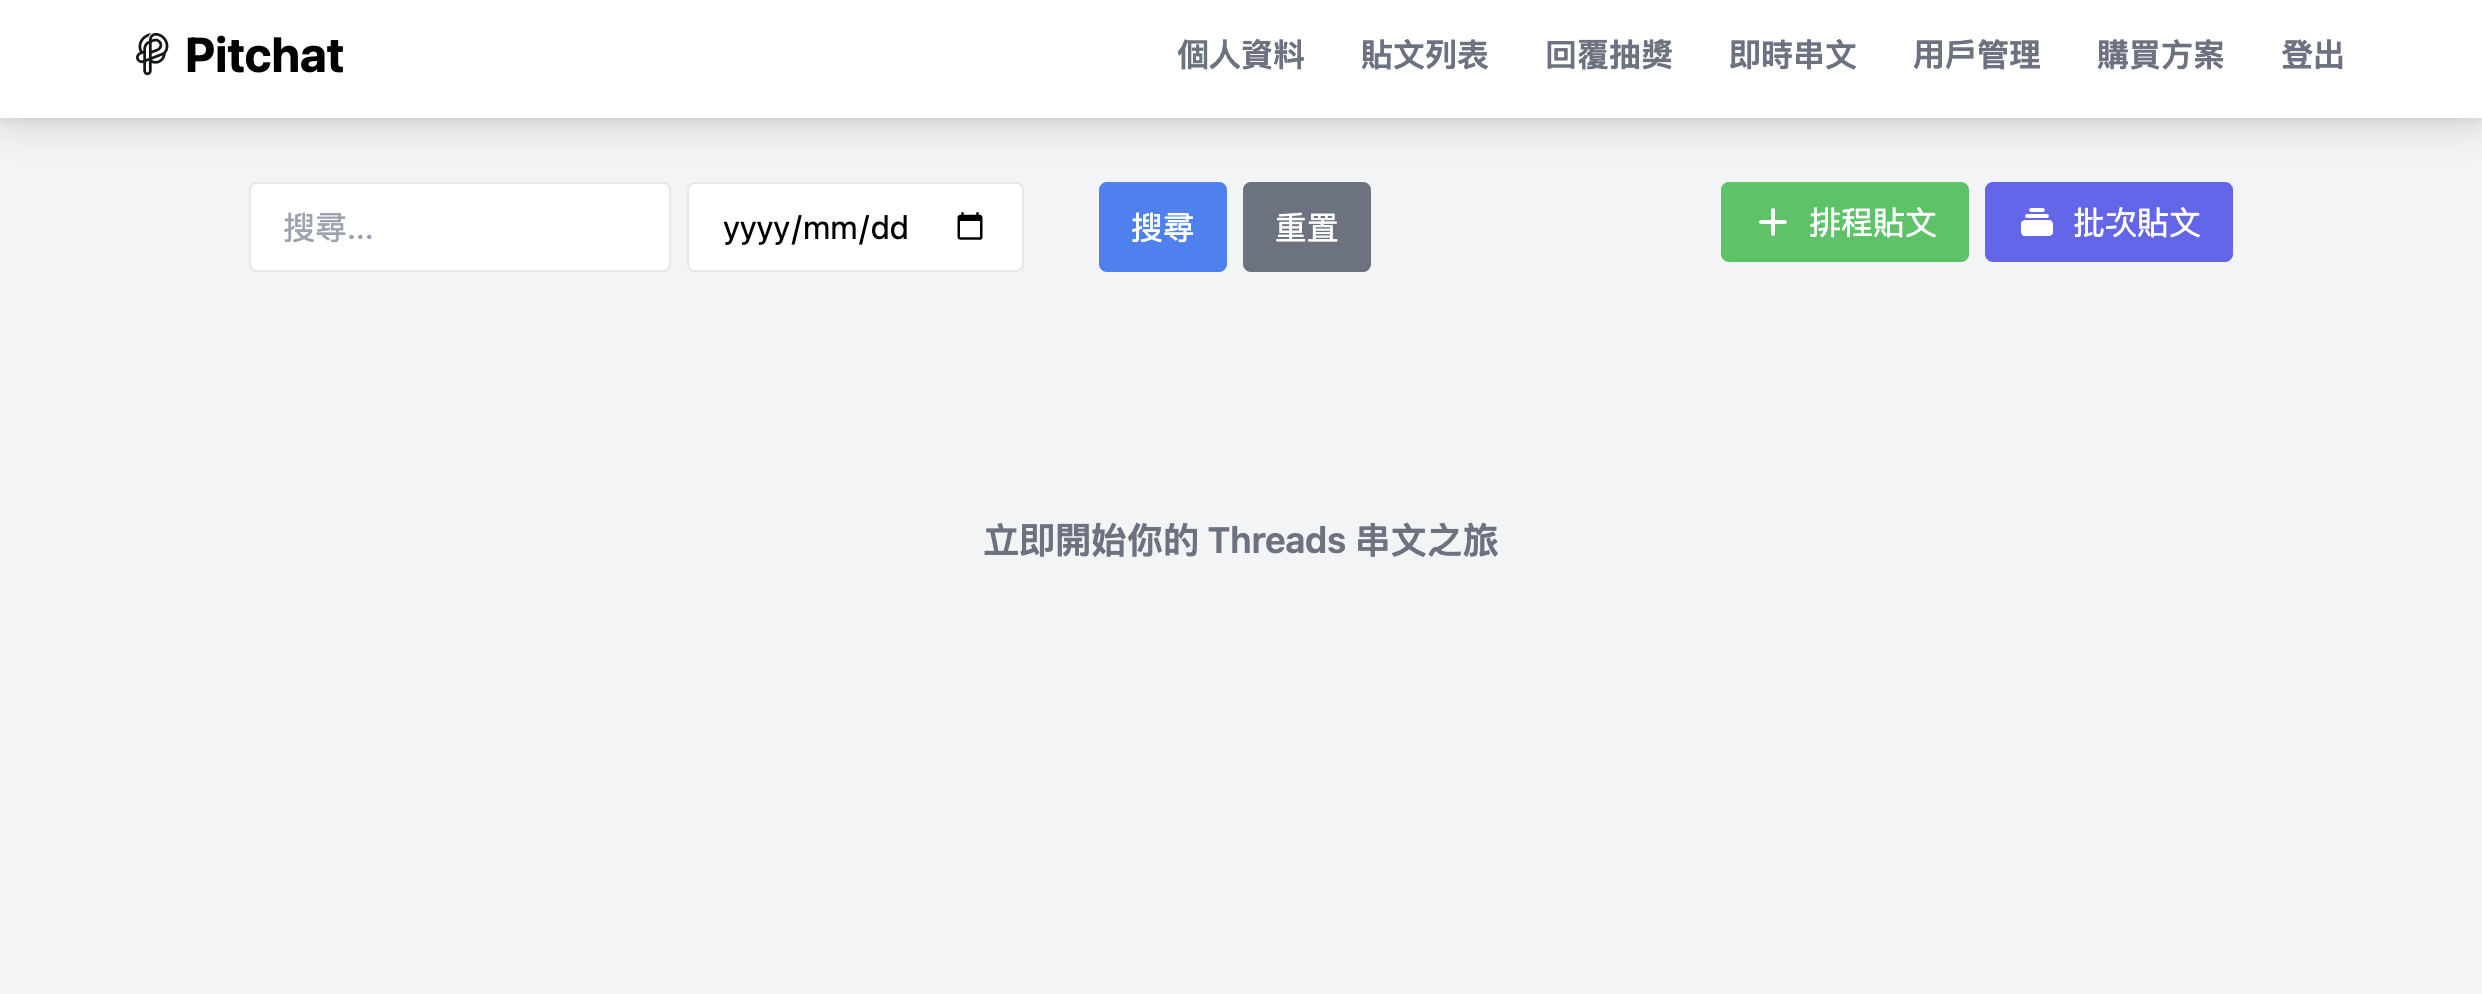 Pitchat 個人資料 貼文列表 回覆抽獎 即時串文 用戶管理 購買方案 登出
搜尋... yyyy/mm/dd 搜尋 重置 排程貼文 批次貼文
立即開始你的 Threads 串文之旅